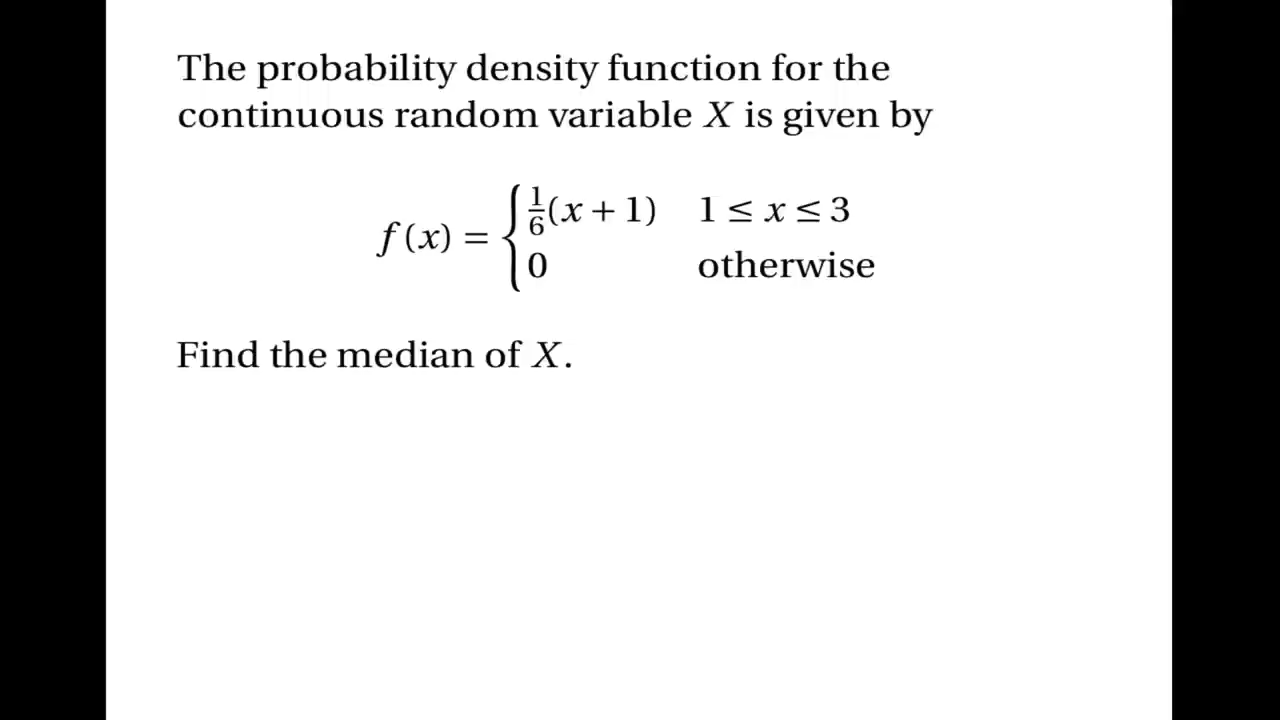 The probability density function for the
continuous random variable X is given by
f(x) = { 1/6(x + 1) 1 ≤ x ≤ 3
0 otherwise
Find the median of X.